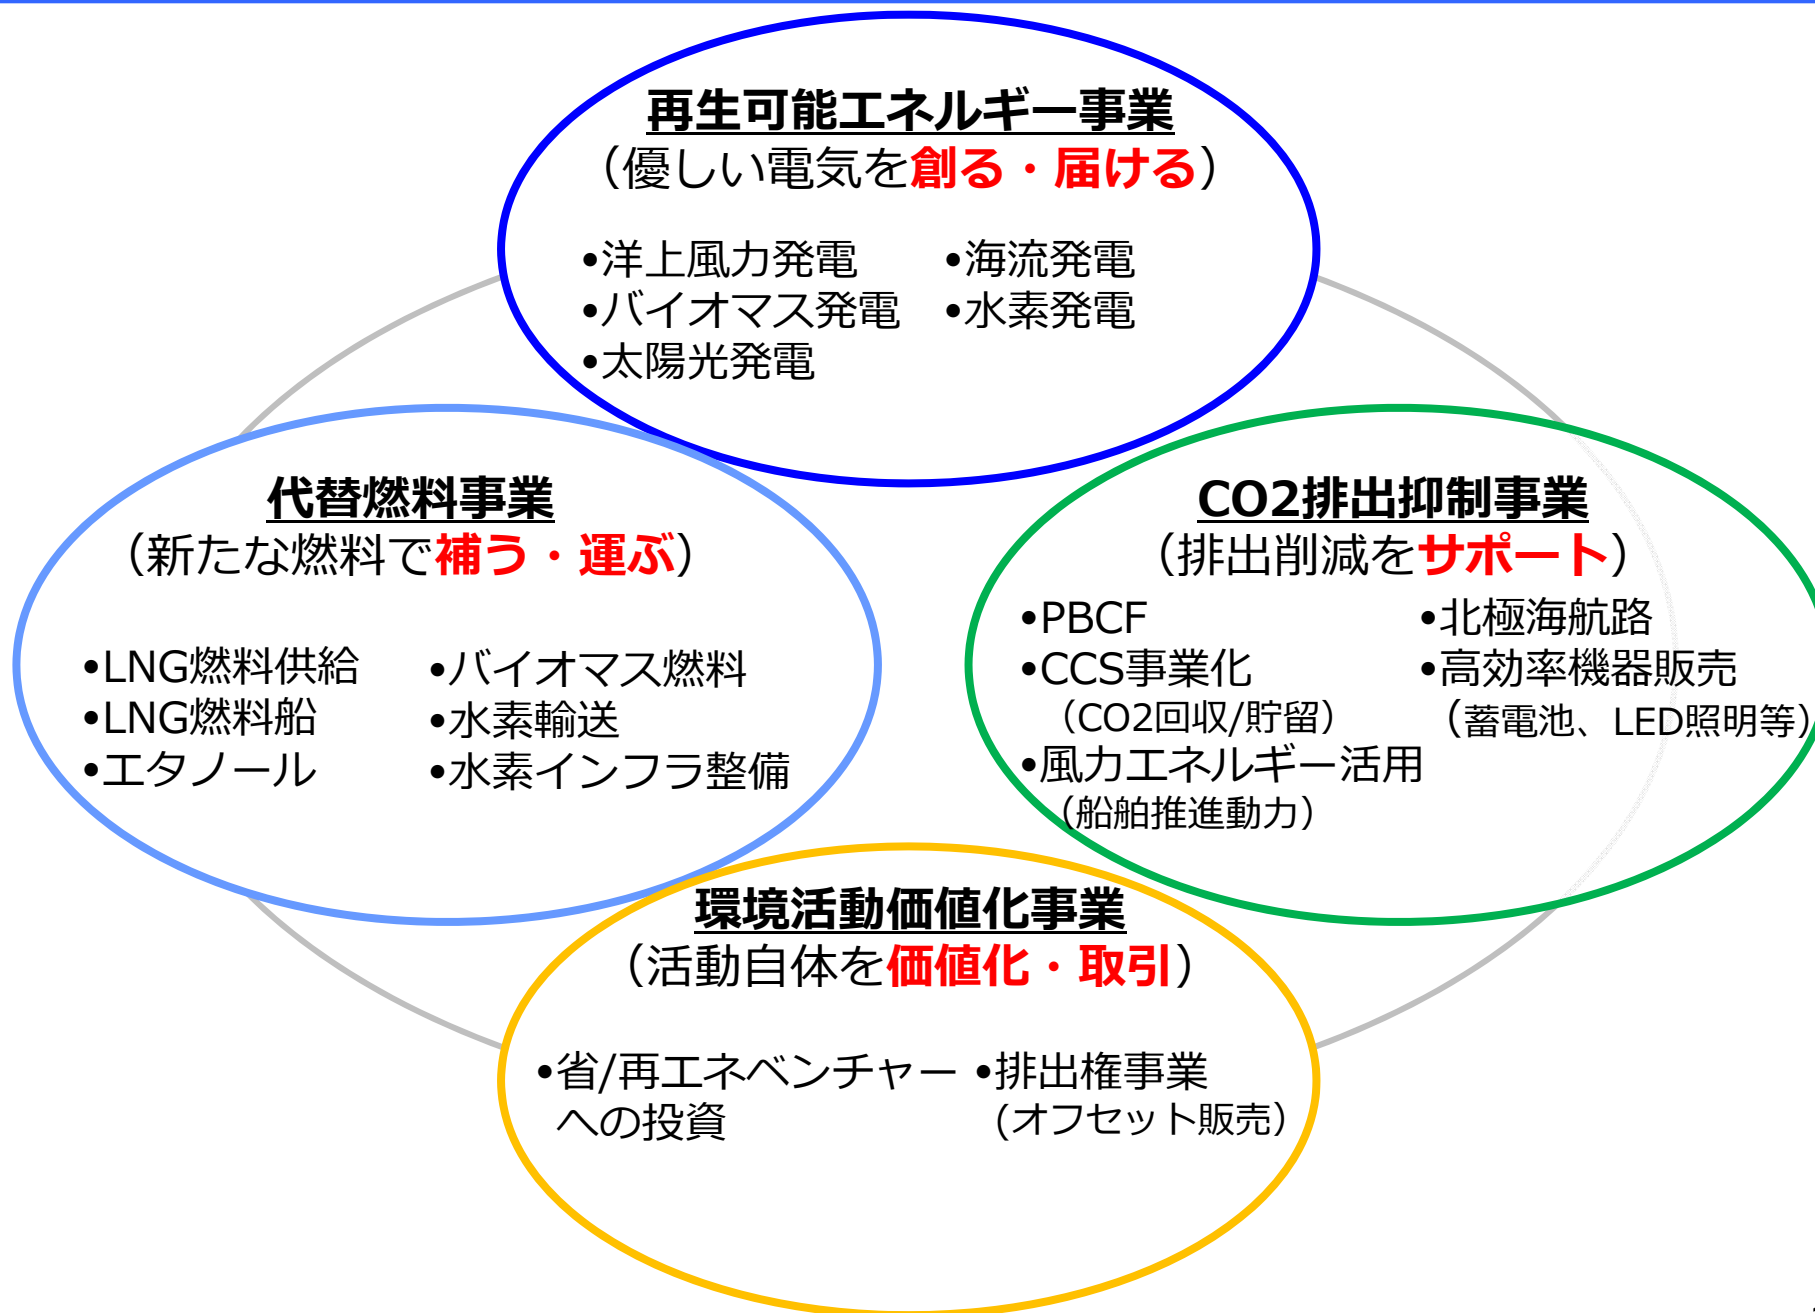 再生可能エネルギー事業
（優しい電気を創る・届ける）
•洋上風力発電
•バイオマス発電
•太陽光発電
•海流発電
•水素発電
代替燃料事業
（新たな燃料で補う・運ぶ）
•LNG燃料供給
•LNG燃料船
•エタノール
•バイオマス燃料
•水素輸送
•水素インフラ整備
CO2排出抑制事業
（排出削減をサポート）
•PBCF
•CCS事業化
（CO2回収/貯留）
•風力エネルギー活用
（船舶推進動力）
•北極海航路
•高効率機器販売
（蓄電池、LED照明等）
環境活動価値化事業
（活動自体を価値化・取引）
•省/再エネベンチャー
への投資
•排出権事業
(オフセット販売）